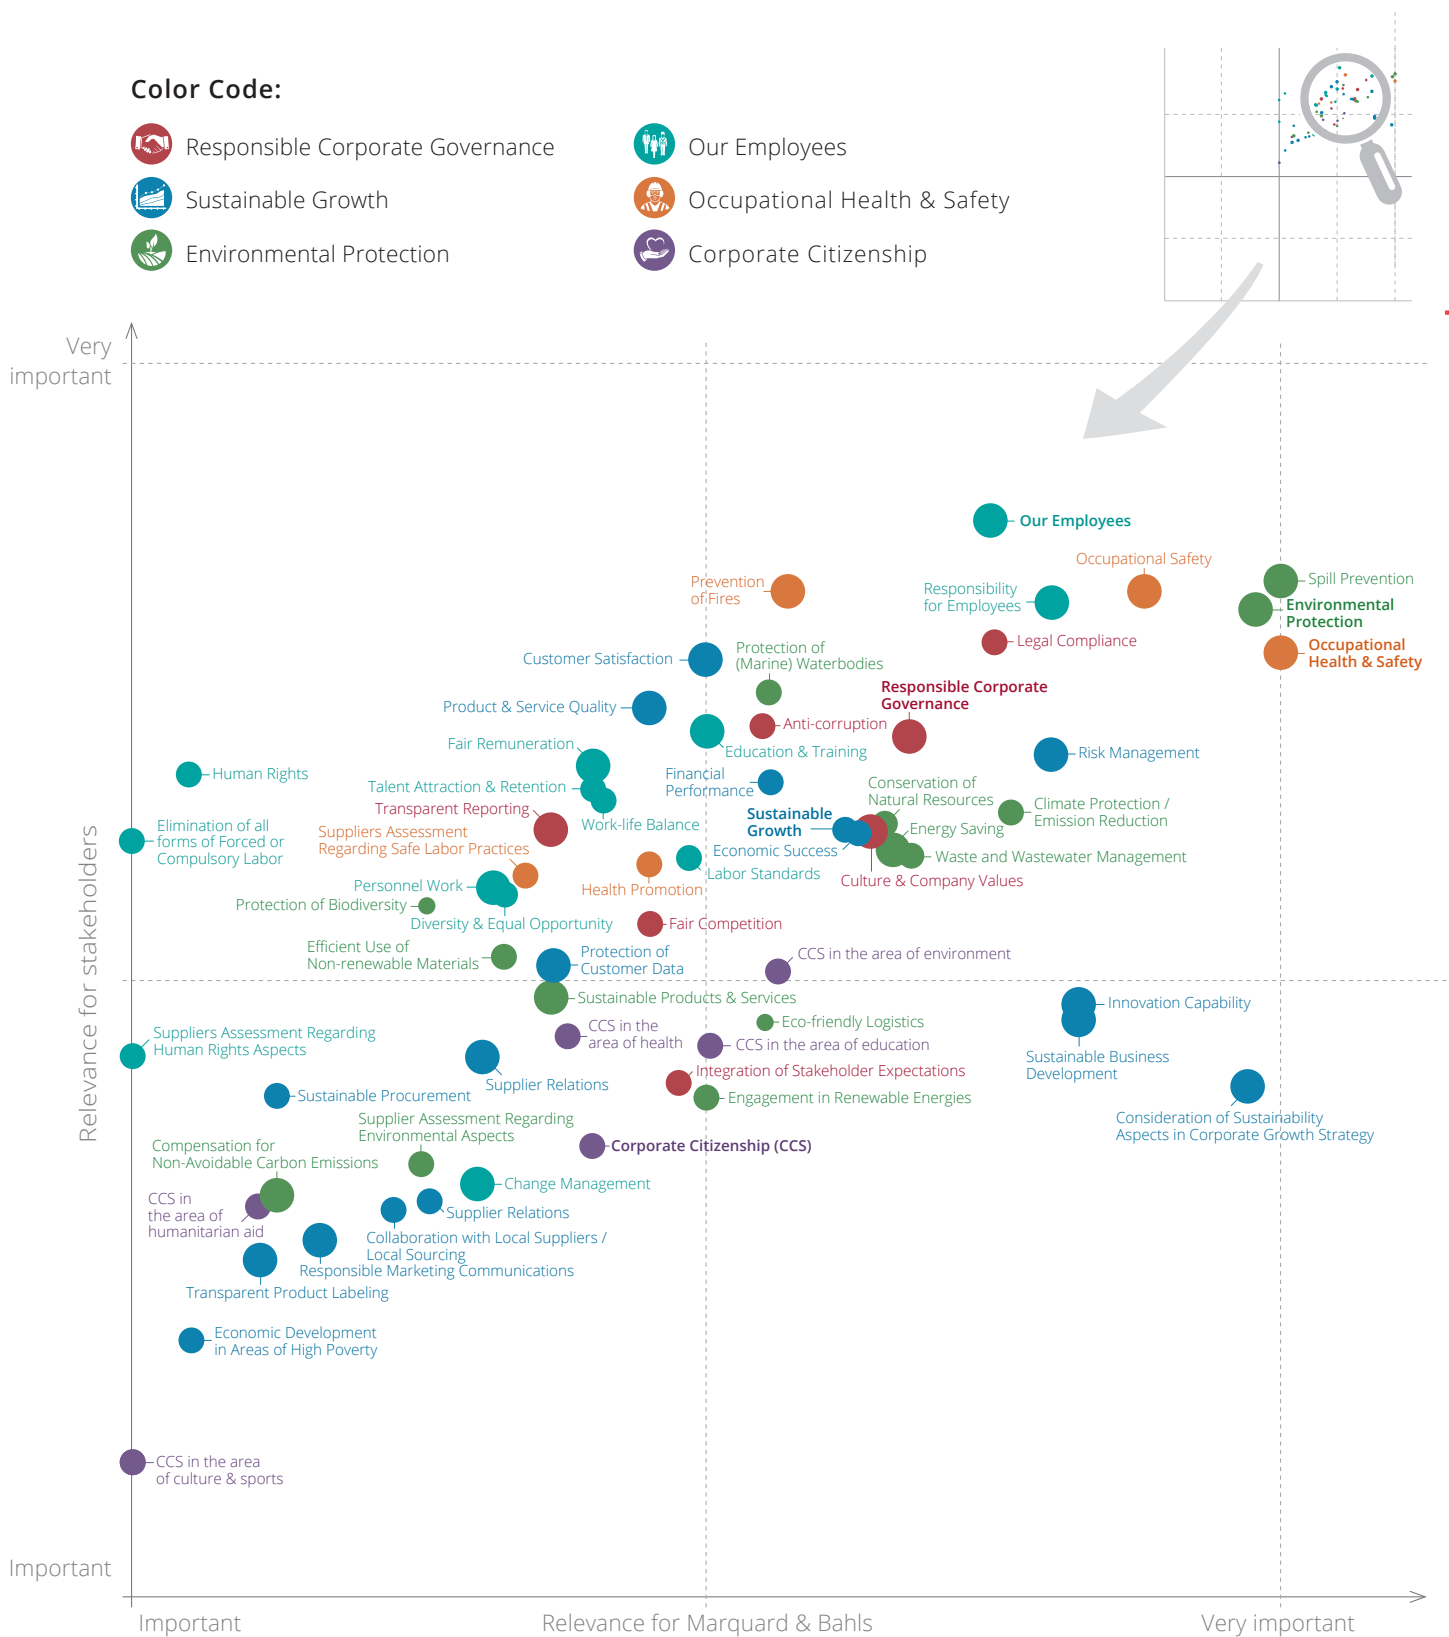 Color Code:
Responsible Corporate Governance
Sustainable Growth
Environmental Protection
Our Employees
Occupational Health & Safety
Corporate Citizenship
Very
important
Our Employees
Occupational Safety
Prevention
of Fires
Responsibility
for Employees
Spill Prevention
Environmental
Protection
Legal Compliance
Occupational
Health & Safety
Customer Satisfaction
Protection of
(Marine) Waterbodies
Responsible Corporate
Governance
Product & Service Quality
Anti-corruption
Fair Remuneration
Education & Training
Risk Management
Human Rights
Financial
Performance
Talent Attraction & Retention
Conservation of
Natural Resources
Climate Protection /
Emission Reduction
Transparent Reporting
Work-life Balance
Sustainable
Growth
Energy Saving
Elimination of all
forms of Forced or
Compulsory Labor
Suppliers Assessment
Regarding Safe Labor Practices
Economic Success
Waste and Wastewater Management
Labor Standards
Culture & Company Values
Personnel Work
Health Promotion
Protection of Biodiversity
Diversity & Equal Opportunity
Fair Competition
Efficient Use of
Non-renewable Materials
Protection of
Customer Data
CCS in the area of environment
Relevance for stakeholders
Sustainable Products & Services
Innovation Capability
Suppliers Assessment Regarding
Human Rights Aspects
CCS in the
area of health
Eco-friendly Logistics
CCS in the area of education
Sustainable Business
Development
Supplier Relations
Integration of Stakeholder Expectations
Sustainable Procurement
Engagement in Renewable Energies
Consideration of Sustainability
Aspects in Corporate Growth Strategy
Supplier Assessment Regarding
Environmental Aspects
Corporate Citizenship (CCS)
Compensation for
Non-Avoidable Carbon Emissions
Change Management
CCS in
the area of
humanitarian aid
Supplier Relations
Collaboration with Local Suppliers /
Local Sourcing
Responsible Marketing Communications
Transparent Product Labeling
Economic Development
in Areas of High Poverty
CCS in the area
of culture & sports
Important
Important
Relevance for Marquard & Bahls
Very important